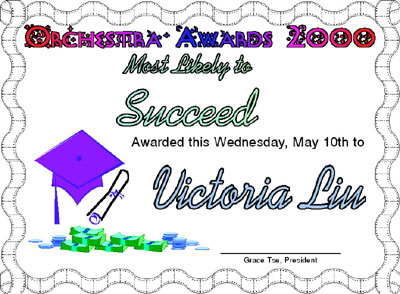 Orchestra Awards 2000
Most Likely to
Succeed
Awarded this Wednesday, May 10th to
Victoria Liu
Grace Tse, President